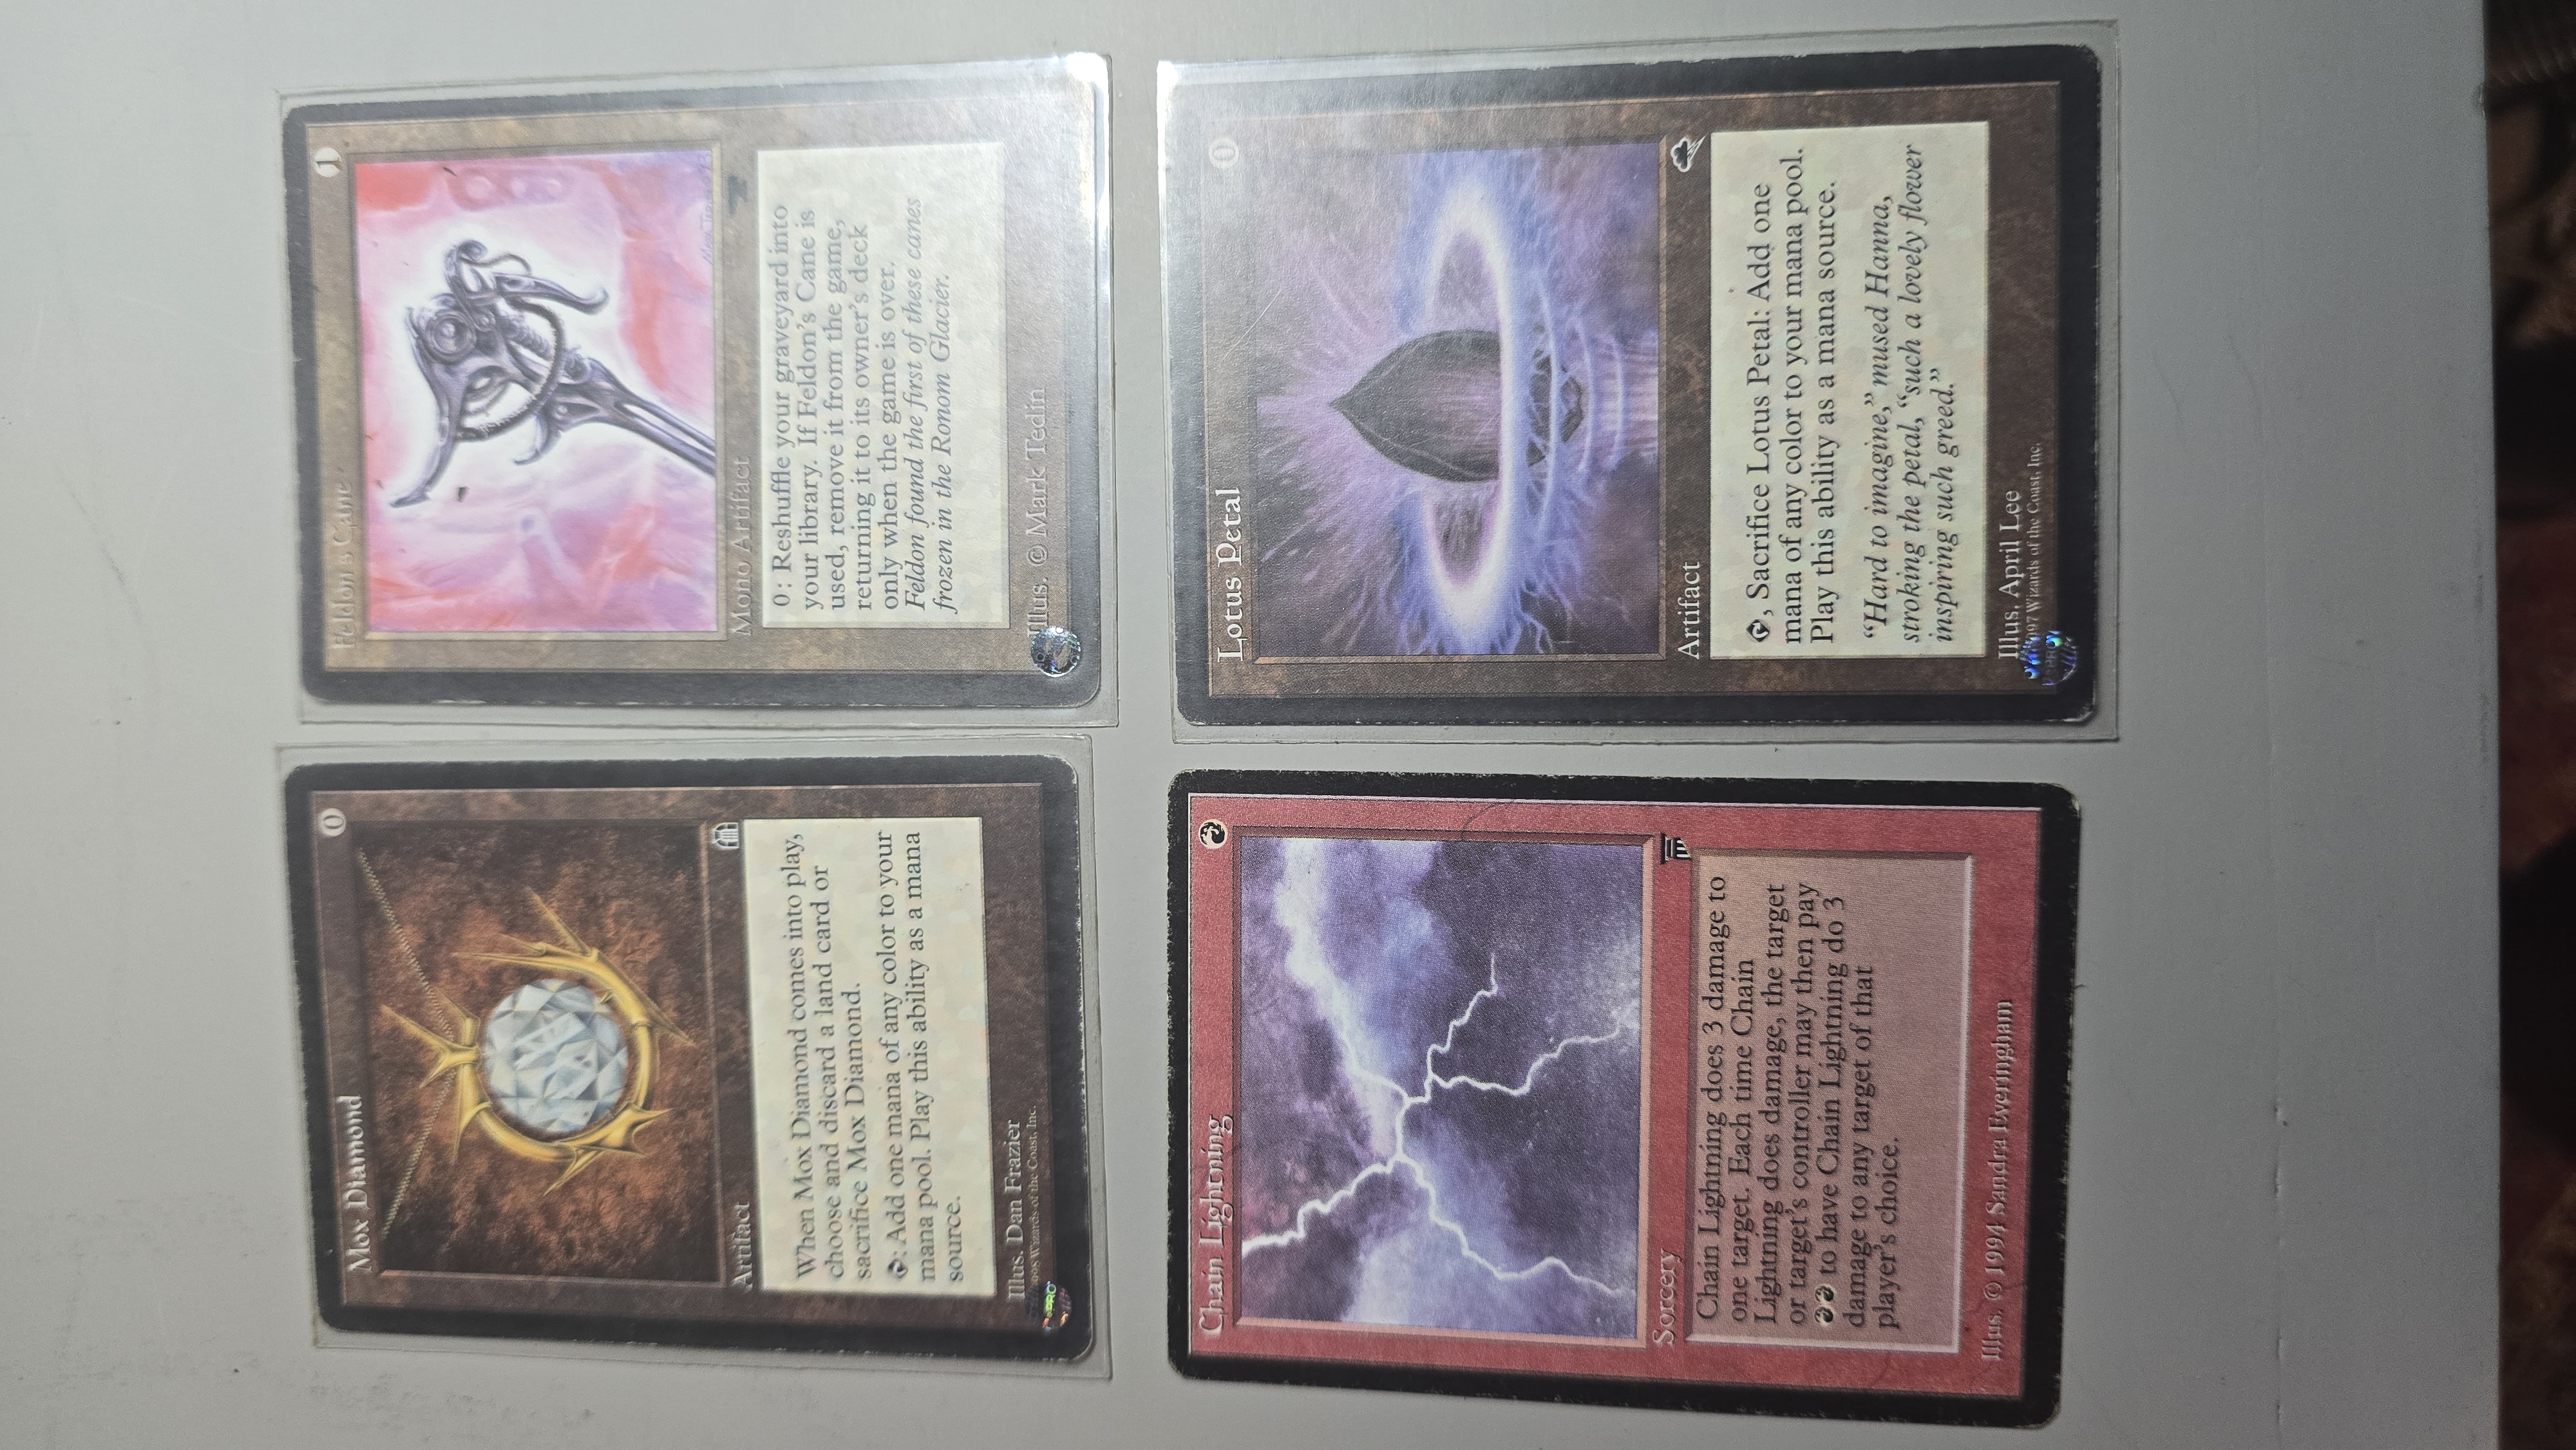 Mox Diamond
0
Artifact
When Mox Diamond comes into play,
choose and discard a land card or
sacrifice Mox Diamond.
: Add one mana of any color to your
mana pool. Play this ability as a mana
source.
Illus. Dan Frazier
Wizards of the Coast, Inc.
PRO
Feldon's Cane
1
Mono Artifact
0: Reshuffle your graveyard into
your library. If Feldon's Cane is
used, remove it from the game,
returning it to its owner's deck
only when the game is over.
Feldon found the first of these canes
frozen in the Ronom Glacier.
Illus. © Mark Tedin
Chain Lightning
Sorcery
Chain Lightning does 3 damage to
one target. Each time Chain
Lightning does damage, the target
or target's controller may then pay
to have Chain Lightning do 3
damage to any target of that
player's choice.
Illus. © 1994 Sandra Everingham
Lotus Petal
0
Artifact
, Sacrifice Lotus Petal: Add one
mana of any color to your mana pool.
Play this ability as a mana source.
“Hard to imagine,” mused Hanna,
stroking the petal, “such a lovely flower
inspiring such greed.”
Illus. April Lee
Wizards of the Coast, Inc.
PRO